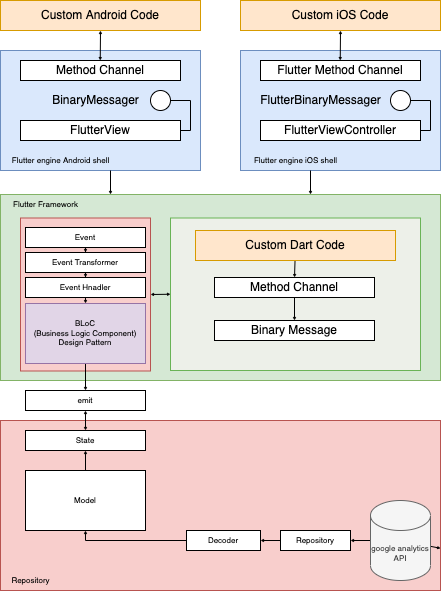 Custom Android Code
Custom iOS Code
Method Channel
Flutter Method Channel
BinaryMessager
FlutterBinaryMessager
FlutterView
FlutterViewController
Flutter engine Android shell
Flutter engine iOS shell
Flutter Framework
Event
Event Transformer
Event Hnadler
BLoC
(Business Logic Component)
Design Pattern
Custom Dart Code
Method Channel
Binary Message
emit
State
Model
Decoder
Repository
google analytics
API
Repository